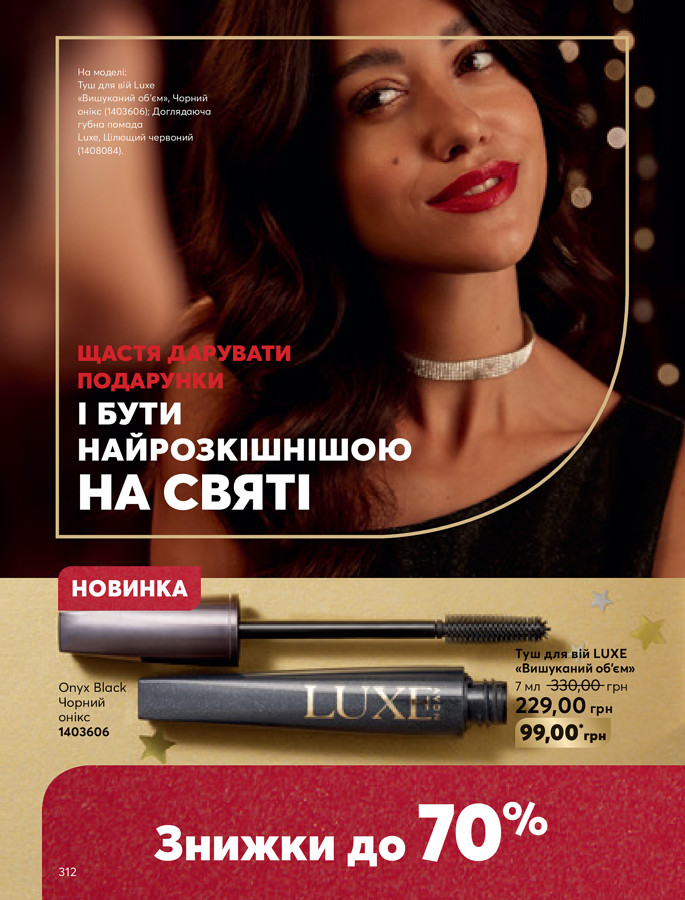 На моделі:
Туш для вій Luxe
«Вишуканий об'єм», Чорний
онікс (1403606); Доглядаюча
губна помада
Luxe, Цілющий червоний
(1408084).
ЩАСТЯ ДАРУВАТИ
ПОДАРУНКИ
І БУТИ
НАЙРОЗКІШНІШОЮ
НА СВЯТІ
НОВИНКА
Onyx Black
Чорний
онікс
1403606
LUXE
AVON
Туш для вій LUXE
«Вишуканий об'єм»
7 мл 330,00 грн
229,00 грн
99,00* грн
Знижки до 70%
312